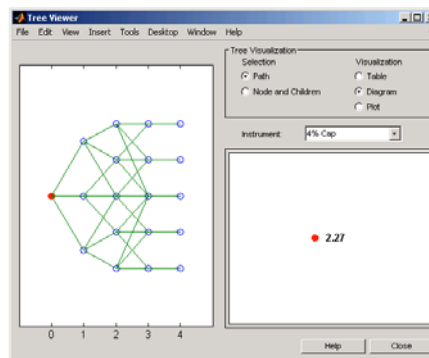 Tree Viewer
File Edit View Insert Tools Desktop Window Help
Tree Visualization
Selection
Visualization
Path
Table
Node and Children
Diagram
Plot
Instrument:
4% Cap
2.27
0 1 2 3 4
Help
Close